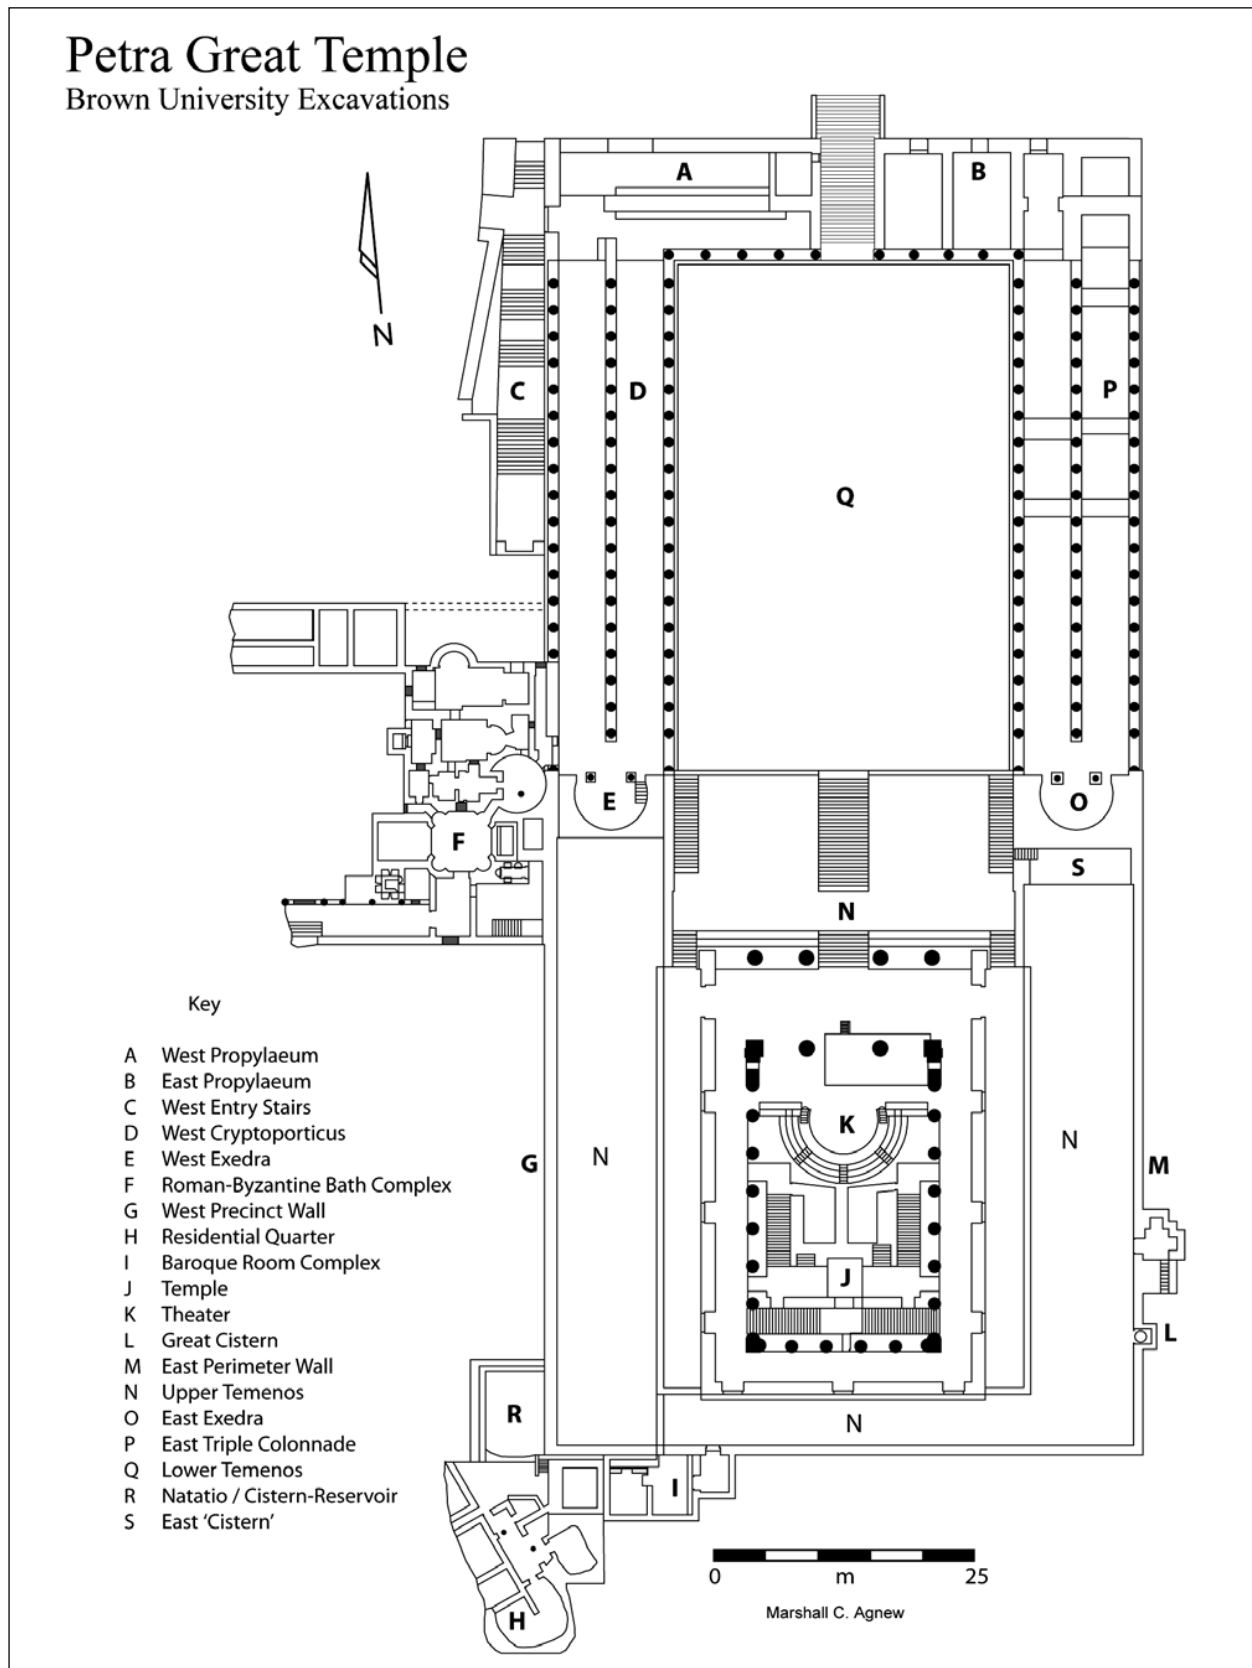 Petra Great Temple
Brown University Excavations
A
B
N
C
D
P
Q
E
O
F
S
N
Key
A West Propylaeum
B East Propylaeum
C West Entry Stairs
D West Cryptoporticus
E West Exedra
F Roman-Byzantine Bath Complex
G West Precinct Wall
H Residential Quarter
I Baroque Room Complex
J Temple
K Theater
L Great Cistern
M East Perimeter Wall
N Upper Temenos
O East Exedra
P East Triple Colonnade
Q Lower Temenos
R Natatio / Cistern-Reservoir
S East ‘Cistern’
K
G
N
N
M
J
L
R
N
I
H
0 m 25
Marshall C. Agnew